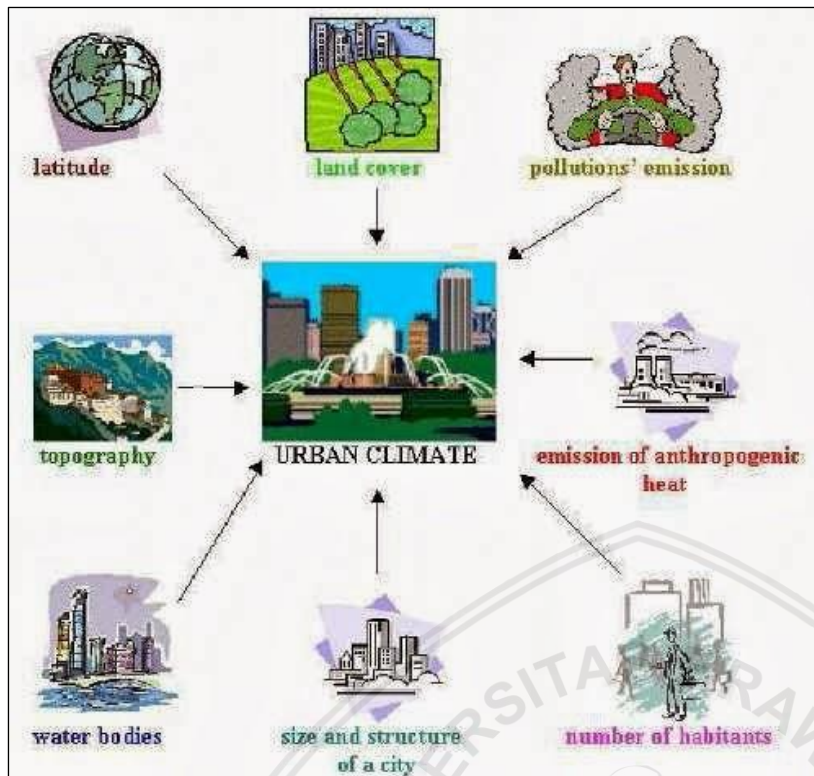 latitude
land cover
pollutions' emission
topography
URBAN CLIMATE
emission of anthropogenic
heat
water bodies
size and structure
of a city
number of habitants